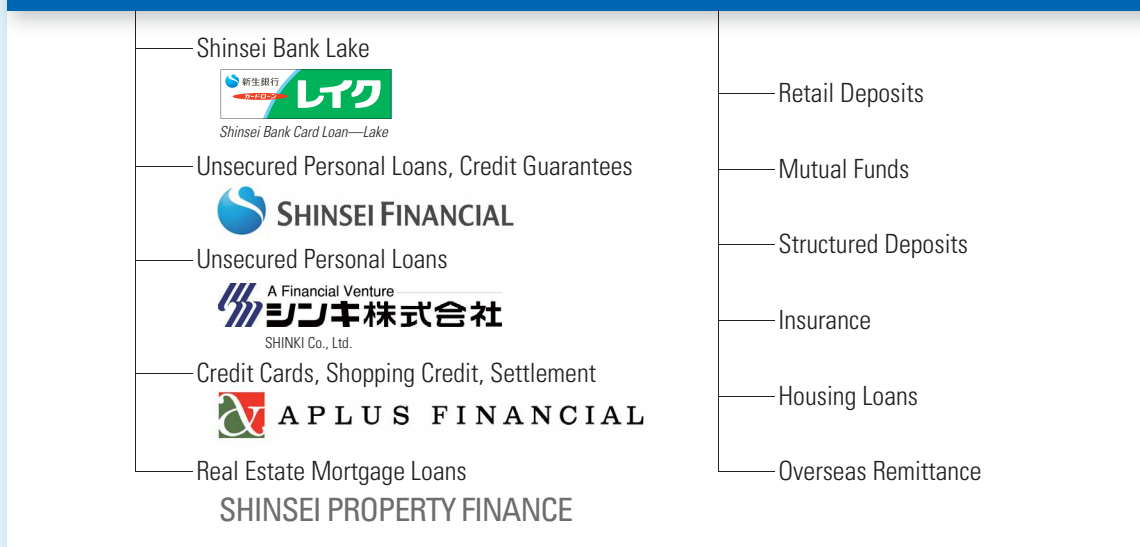 Shinsei Bank Lake
新生銀行
カードローン
レイク
Shinsei Bank Card Loan—Lake
Unsecured Personal Loans, Credit Guarantees
SHINSEI FINANCIAL
Unsecured Personal Loans
A Financial Venture
シンキ株式会社
SHINKI Co., Ltd.
Credit Cards, Shopping Credit, Settlement
APLUS FINANCIAL
Real Estate Mortgage Loans
SHINSEI PROPERTY FINANCE
Retail Deposits
Mutual Funds
Structured Deposits
Insurance
Housing Loans
Overseas Remittance